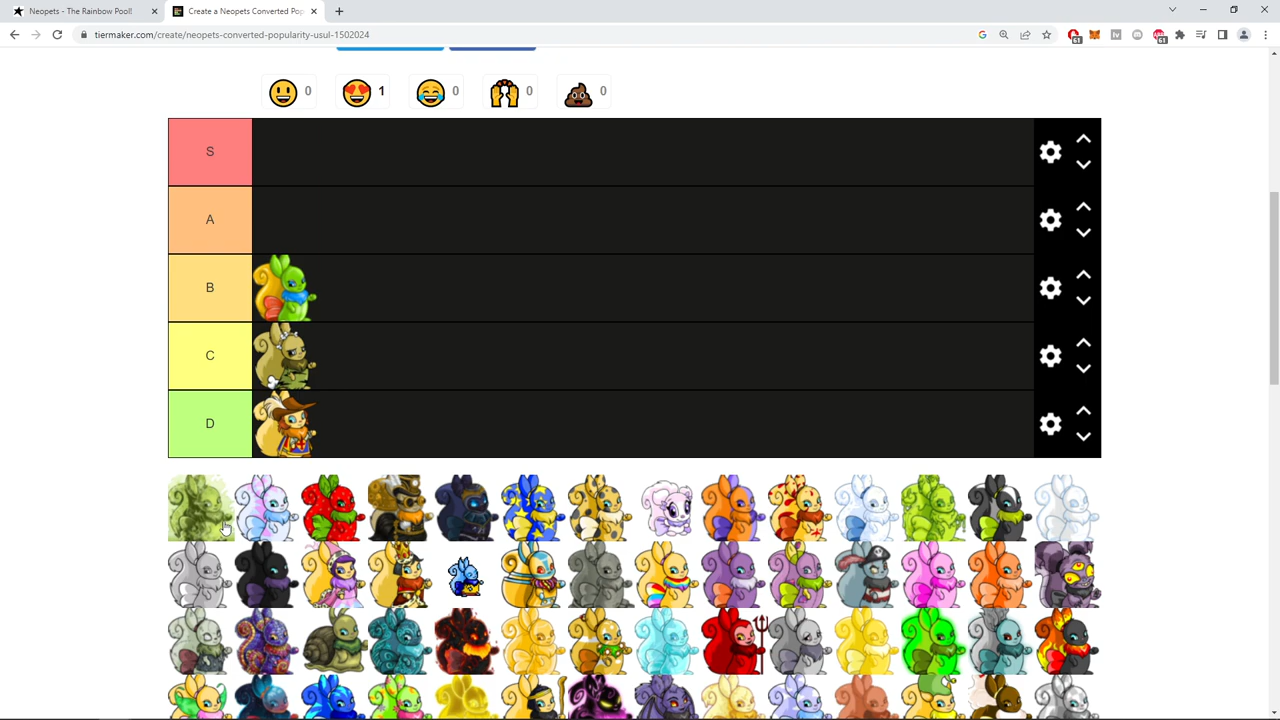 Neopets - The Rainbow Pool!
Create a Neopets Converted Pop
tiermaker.com/create/neopets-converted-popularity-usul-1502024
0
1
0
0
0
S
A
B
C
D